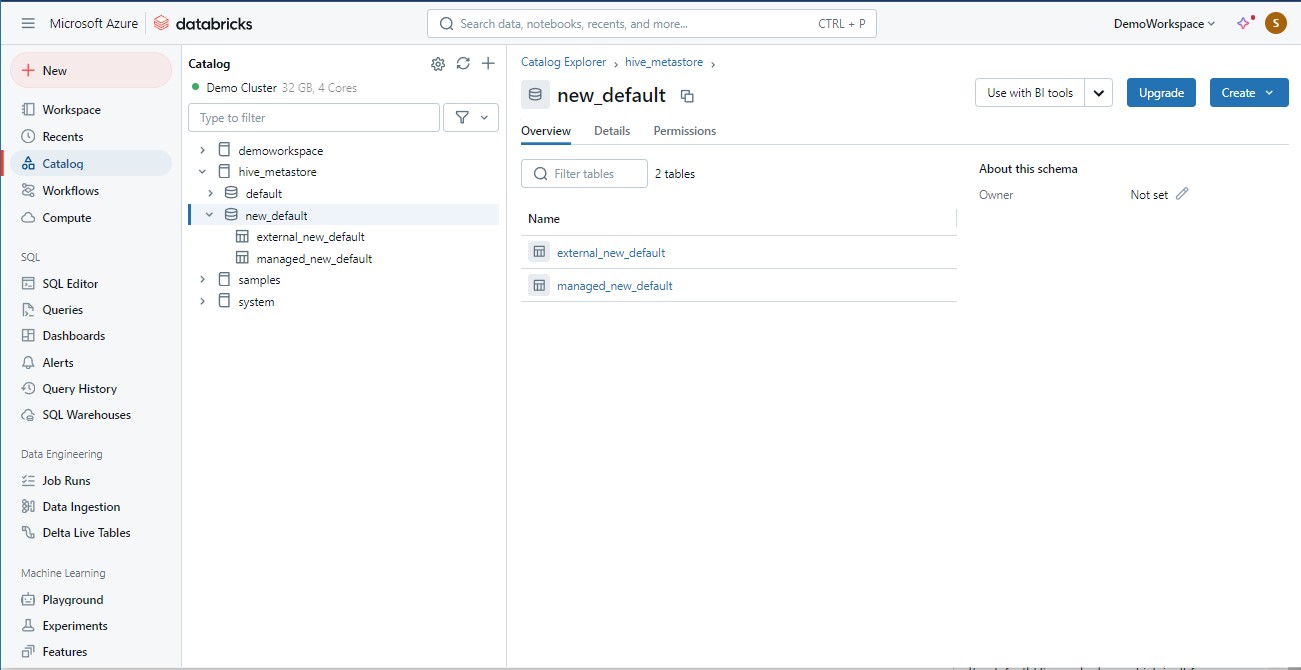 Microsoft Azure databricks
Search data, notebooks, recents, and more... CTRL + P
DemoWorkspace
S
New
Workspace
Recents
Catalog
Workflows
Compute
SQL
SQL Editor
Queries
Dashboards
Alerts
Query History
SQL Warehouses
Data Engineering
Job Runs
Data Ingestion
Delta Live Tables
Machine Learning
Playground
Experiments
Features
Catalog
Demo Cluster 32 GB, 4 Cores
Type to filter
demoworkspace
hive_metastore
default
new_default
external_new_default
managed_new_default
samples
system
Catalog Explorer › hive_metastore ›
new_default
Use with BI tools
Upgrade
Create
Overview Details Permissions
Filter tables 2 tables
Name
external_new_default
managed_new_default
About this schema
Owner Not set